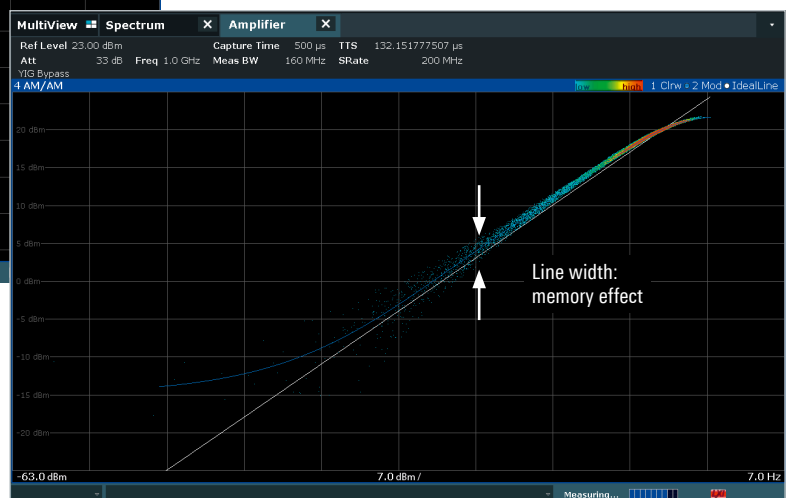 MultiView Spectrum X Amplifier X
Ref Level 23.00 dBm Capture Time 500 µs TTS 132.151777507 µs
Att 33 dB Freq 1.0 GHz Meas BW 160 MHz SRate 200 MHz
YIG Bypass
4 AM/AM low high 1 Clrw 2 Mod IdealLine
20 dBm
15 dBm
10 dBm
5 dBm
0 dBm
-5 dBm
-10 dBm
-15 dBm
-20 dBm
Line width:
memory effect
-63.0 dBm 7.0 dBm/ 7.0 Hz
Measuring...